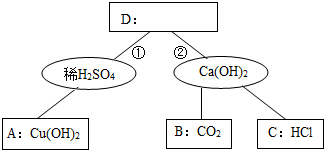 D：
① ②
稀H₂SO₄ Ca(OH)₂
A：Cu(OH)₂ B：CO₂ C：HCl